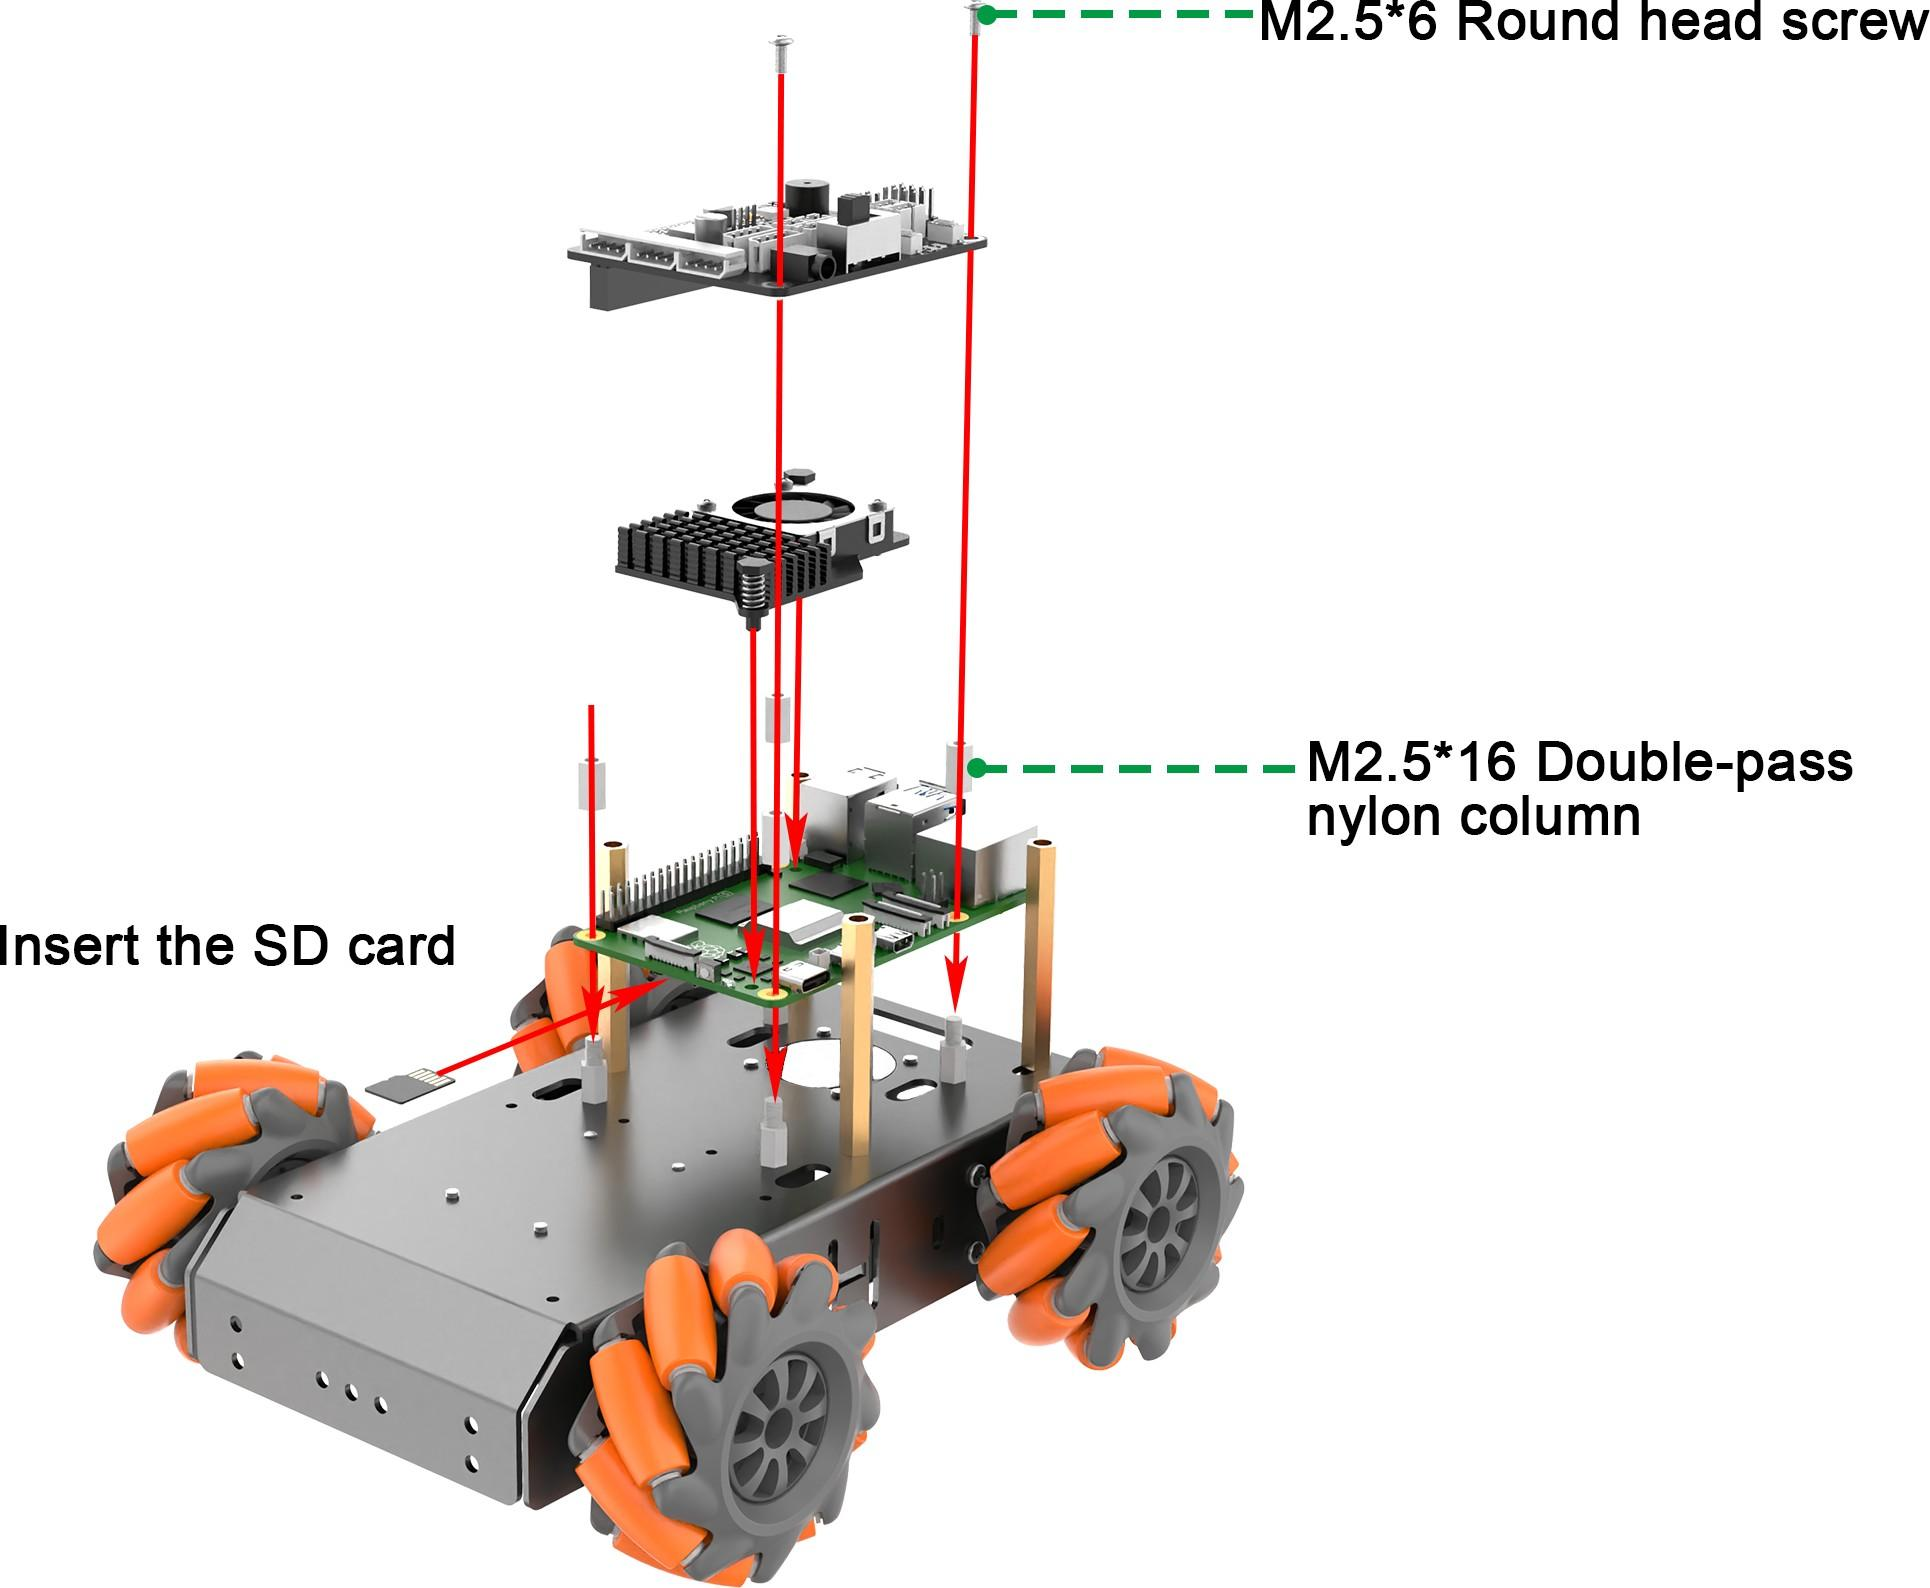 M2.5*6 Round head screw
M2.5*16 Double-pass
nylon column
Insert the SD card